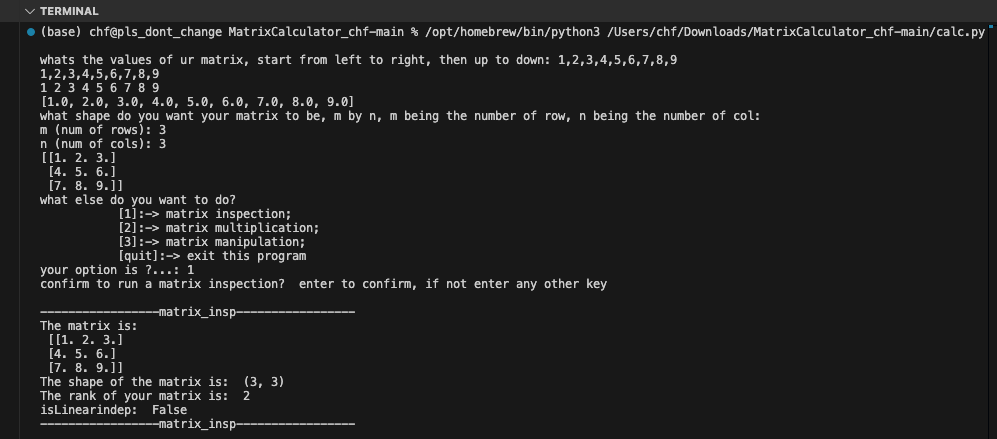 TERMINAL
(base) chf@pls_dont_change MatrixCalculator_chf-main % /opt/homebrew/bin/python3 /Users/chf/Downloads/MatrixCalculator_chf-main/calc.py
whats the values of ur matrix, start from left to right, then up to down: 1,2,3,4,5,6,7,8,9
1,2,3,4,5,6,7,8,9
1 2 3 4 5 6 7 8 9
[1.0, 2.0, 3.0, 4.0, 5.0, 6.0, 7.0, 8.0, 9.0]
what shape do you want your matrix to be, m by n, m being the number of row, n being the number of col:
m (num of rows): 3
n (num of cols): 3
[[1. 2. 3.]
 [4. 5. 6.]
 [7. 8. 9.]]
what else do you want to do?
[1]:-> matrix inspection;
[2]:-> matrix multiplication;
[3]:-> matrix manipulation;
[quit]:-> exit this program
your option is ?...: 1
confirm to run a matrix inspection?  enter to confirm, if not enter any other key
-----------------matrix_insp-----------------
The matrix is:
 [[1. 2. 3.]
 [4. 5. 6.]
 [7. 8. 9.]]
The shape of the matrix is:  (3, 3)
The rank of your matrix is:  2
isLinearindep:  False
-----------------matrix_insp-----------------